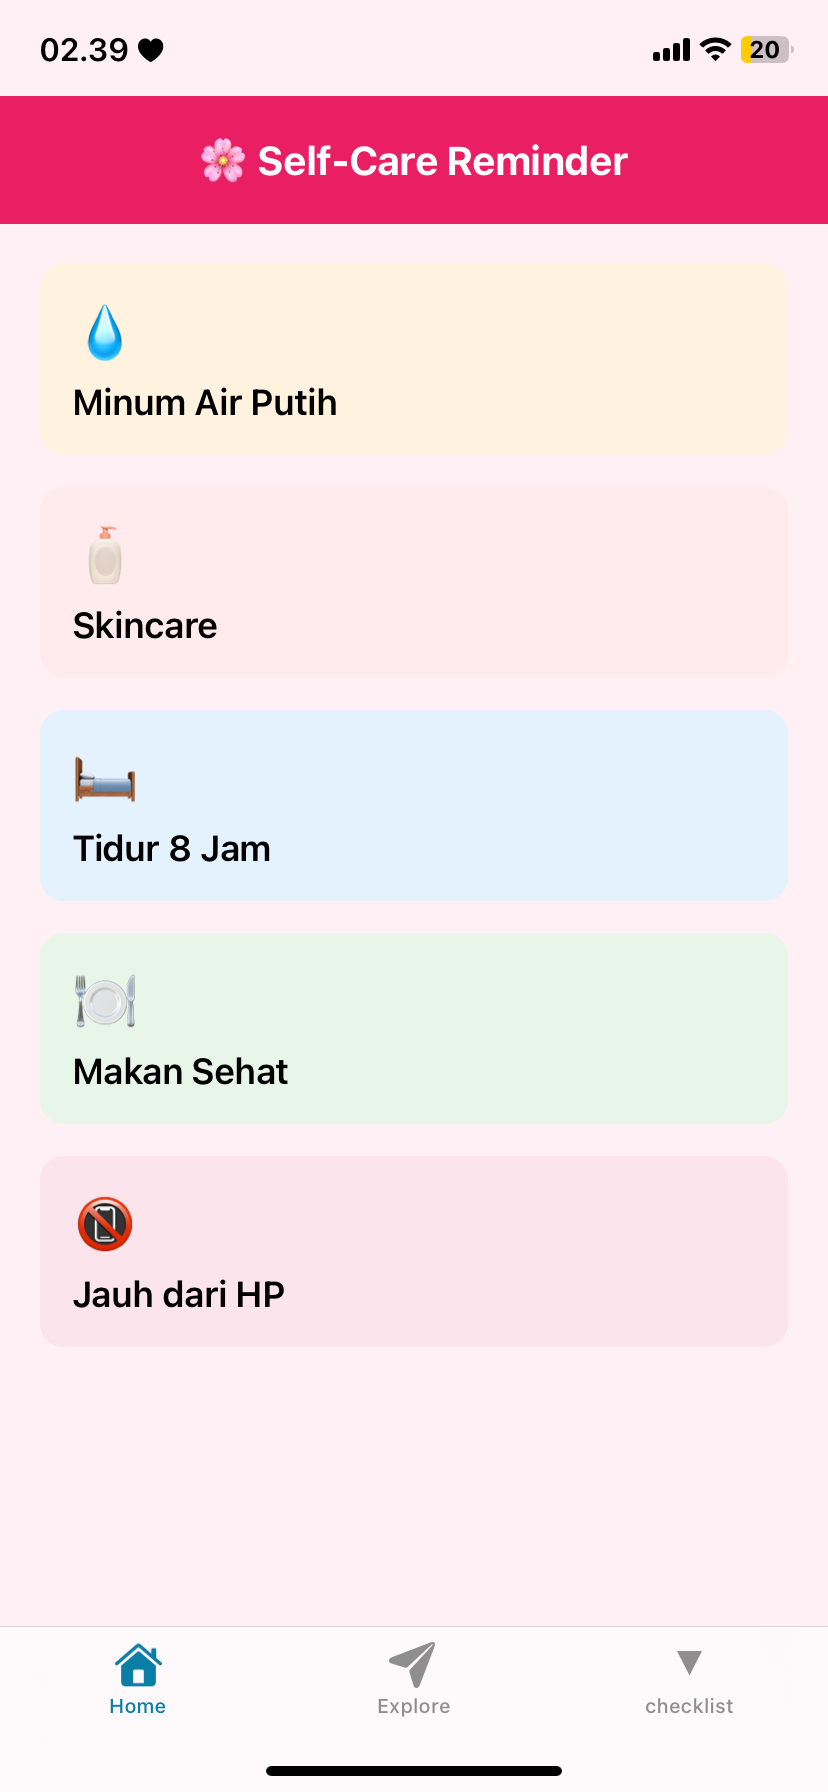 02.39
20
🌸 Self-Care Reminder
Minum Air Putih
Skincare
Tidur 8 Jam
Makan Sehat
Jauh dari HP
Home
Explore
checklist